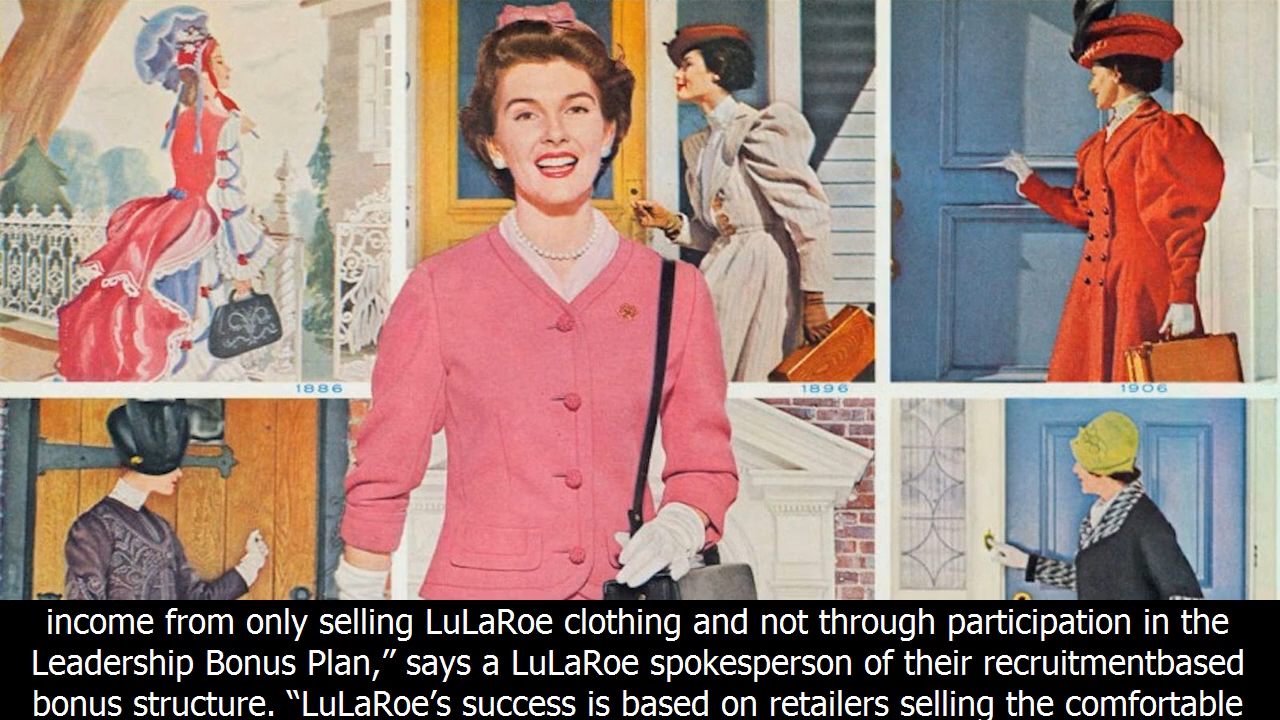 1886
1896
1906
income from only selling LuLaRoe clothing and not through participation in the
Leadership Bonus Plan,” says a LuLaRoe spokesperson of their recruitmentbased
bonus structure. “LuLaRoe’s success is based on retailers selling the comfortable